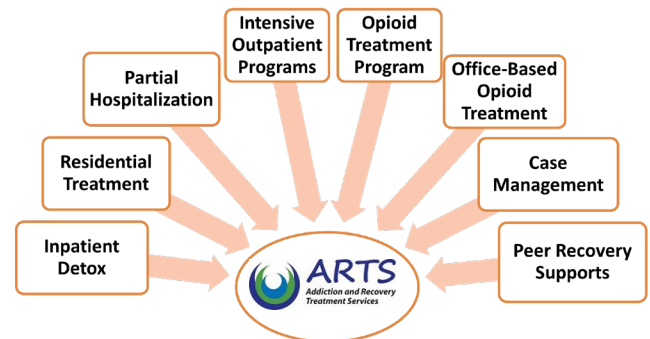 Inpatient
Detox
Residential
Treatment
Partial
Hospitalization
Intensive
Outpatient
Programs
Opioid
Treatment
Program
Office-Based
Opioid
Treatment
Case
Management
Peer Recovery
Supports
ARTS
Addiction and Recovery
Treatment Services